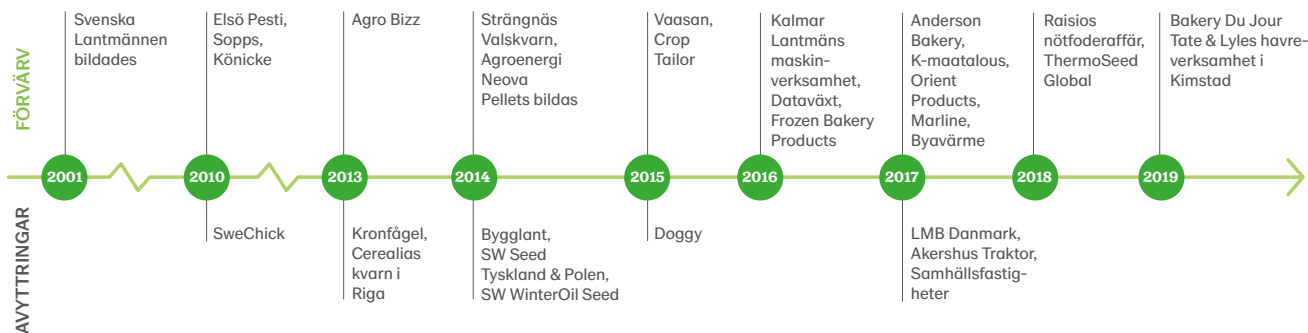 FÖRVÄRV
Svenska
Lantmännen
bildades
Elsö Pesti,
Sopps,
Könicke
Agro Bizz
Strängnäs
Valskvarn,
Agroenergi
Neova
Pellets bildas
Vaasan,
Crop
Tailor
Kalmar
Lantmäns
maskin-
verksamhet,
Dataväxt,
Frozen Bakery
Products
Anderson
Bakery,
K-maatalous,
Orient
Products,
Marline,
Byavärme
Raisios
nötfoderaffär,
ThermoSeed
Global
Bakery Du Jour
Tate & Lyles havre-
verksamhet i
Kimstad
2001
2010
2013
2014
2015
2016
2017
2018
2019
AVYTTRINGAR
SweChick
Kronfågel,
Cerealias
kvarn i
Riga
Bygglant,
SW Seed
Tyskland & Polen,
SW WinterOil Seed
Doggy
LMB Danmark,
Akershus Traktor,
Samhällsfastig-
heter